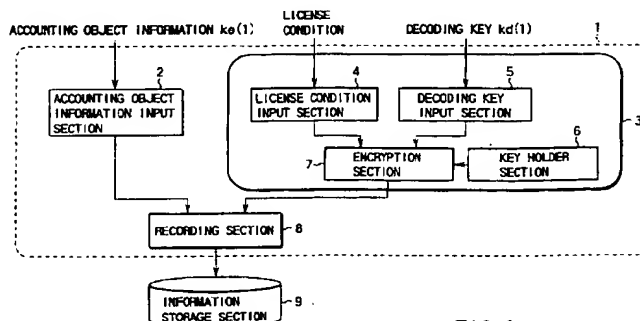 LICENSE
CONDITION
ACCOUNTING OBJECT INFORMATION ke(1)
DECODING KEY kd(1)
1
2
ACCOUNTING OBJECT
INFORMATION INPUT
SECTION
4
LICENSE CONDITION
INPUT SECTION
5
DECODING KEY
INPUT SECTION
3
6
7
ENCRYPTION
SECTION
KEY HOLDER
SECTION
RECORDING SECTION
8
INFORMATION
STORAGE SECTION
9